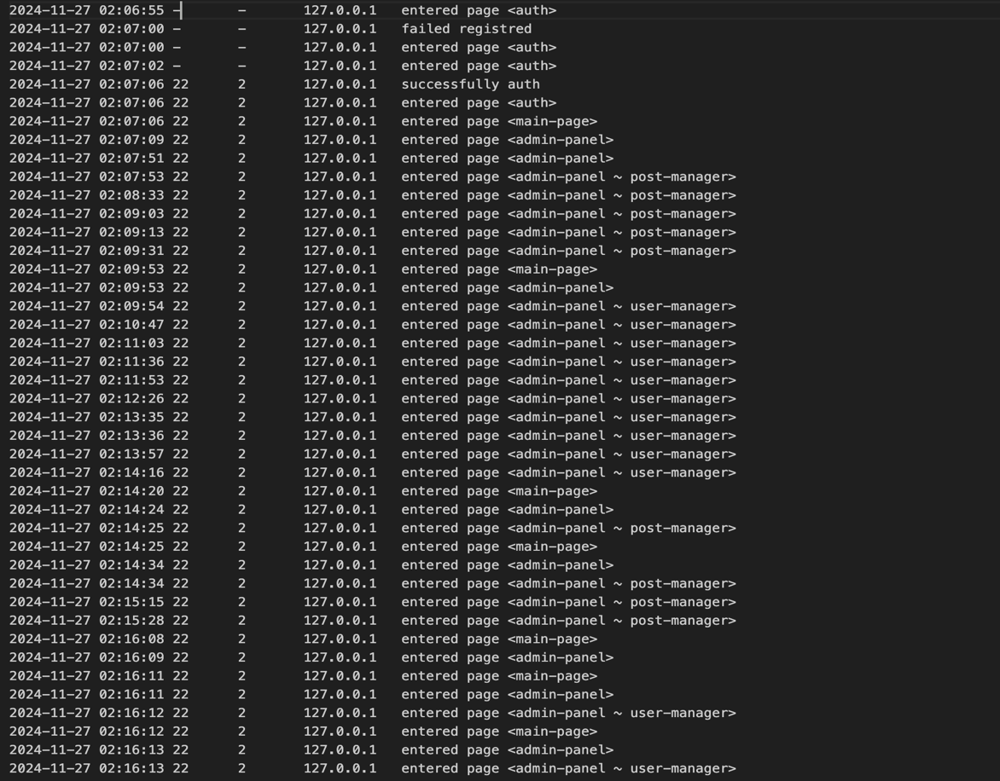 2024-11-27 02:06:55 - - 127.0.0.1 entered page <auth>
2024-11-27 02:07:00 - - 127.0.0.1 failed registred
2024-11-27 02:07:00 - - 127.0.0.1 entered page <auth>
2024-11-27 02:07:02 - - 127.0.0.1 entered page <auth>
2024-11-27 02:07:06 22 2 127.0.0.1 successfully auth
2024-11-27 02:07:06 22 2 127.0.0.1 entered page <auth>
2024-11-27 02:07:06 22 2 127.0.0.1 entered page <main-page>
2024-11-27 02:07:09 22 2 127.0.0.1 entered page <admin-panel>
2024-11-27 02:07:51 22 2 127.0.0.1 entered page <admin-panel>
2024-11-27 02:07:53 22 2 127.0.0.1 entered page <admin-panel ~ post-manager>
2024-11-27 02:08:33 22 2 127.0.0.1 entered page <admin-panel ~ post-manager>
2024-11-27 02:09:03 22 2 127.0.0.1 entered page <admin-panel ~ post-manager>
2024-11-27 02:09:13 22 2 127.0.0.1 entered page <admin-panel ~ post-manager>
2024-11-27 02:09:31 22 2 127.0.0.1 entered page <admin-panel ~ post-manager>
2024-11-27 02:09:53 22 2 127.0.0.1 entered page <main-page>
2024-11-27 02:09:53 22 2 127.0.0.1 entered page <admin-panel>
2024-11-27 02:09:54 22 2 127.0.0.1 entered page <admin-panel ~ user-manager>
2024-11-27 02:10:47 22 2 127.0.0.1 entered page <admin-panel ~ user-manager>
2024-11-27 02:11:03 22 2 127.0.0.1 entered page <admin-panel ~ user-manager>
2024-11-27 02:11:36 22 2 127.0.0.1 entered page <admin-panel ~ user-manager>
2024-11-27 02:11:53 22 2 127.0.0.1 entered page <admin-panel ~ user-manager>
2024-11-27 02:12:26 22 2 127.0.0.1 entered page <admin-panel ~ user-manager>
2024-11-27 02:13:35 22 2 127.0.0.1 entered page <admin-panel ~ user-manager>
2024-11-27 02:13:36 22 2 127.0.0.1 entered page <admin-panel ~ user-manager>
2024-11-27 02:13:57 22 2 127.0.0.1 entered page <admin-panel ~ user-manager>
2024-11-27 02:14:16 22 2 127.0.0.1 entered page <admin-panel ~ user-manager>
2024-11-27 02:14:20 22 2 127.0.0.1 entered page <main-page>
2024-11-27 02:14:24 22 2 127.0.0.1 entered page <admin-panel>
2024-11-27 02:14:25 22 2 127.0.0.1 entered page <admin-panel ~ post-manager>
2024-11-27 02:14:25 22 2 127.0.0.1 entered page <main-page>
2024-11-27 02:14:34 22 2 127.0.0.1 entered page <admin-panel>
2024-11-27 02:14:34 22 2 127.0.0.1 entered page <admin-panel ~ post-manager>
2024-11-27 02:15:15 22 2 127.0.0.1 entered page <admin-panel ~ post-manager>
2024-11-27 02:15:28 22 2 127.0.0.1 entered page <admin-panel ~ post-manager>
2024-11-27 02:16:08 22 2 127.0.0.1 entered page <main-page>
2024-11-27 02:16:09 22 2 127.0.0.1 entered page <admin-panel>
2024-11-27 02:16:11 22 2 127.0.0.1 entered page <main-page>
2024-11-27 02:16:11 22 2 127.0.0.1 entered page <admin-panel>
2024-11-27 02:16:12 22 2 127.0.0.1 entered page <admin-panel ~ user-manager>
2024-11-27 02:16:12 22 2 127.0.0.1 entered page <main-page>
2024-11-27 02:16:13 22 2 127.0.0.1 entered page <admin-panel>
2024-11-27 02:16:13 22 2 127.0.0.1 entered page <admin-panel ~ user-manager>